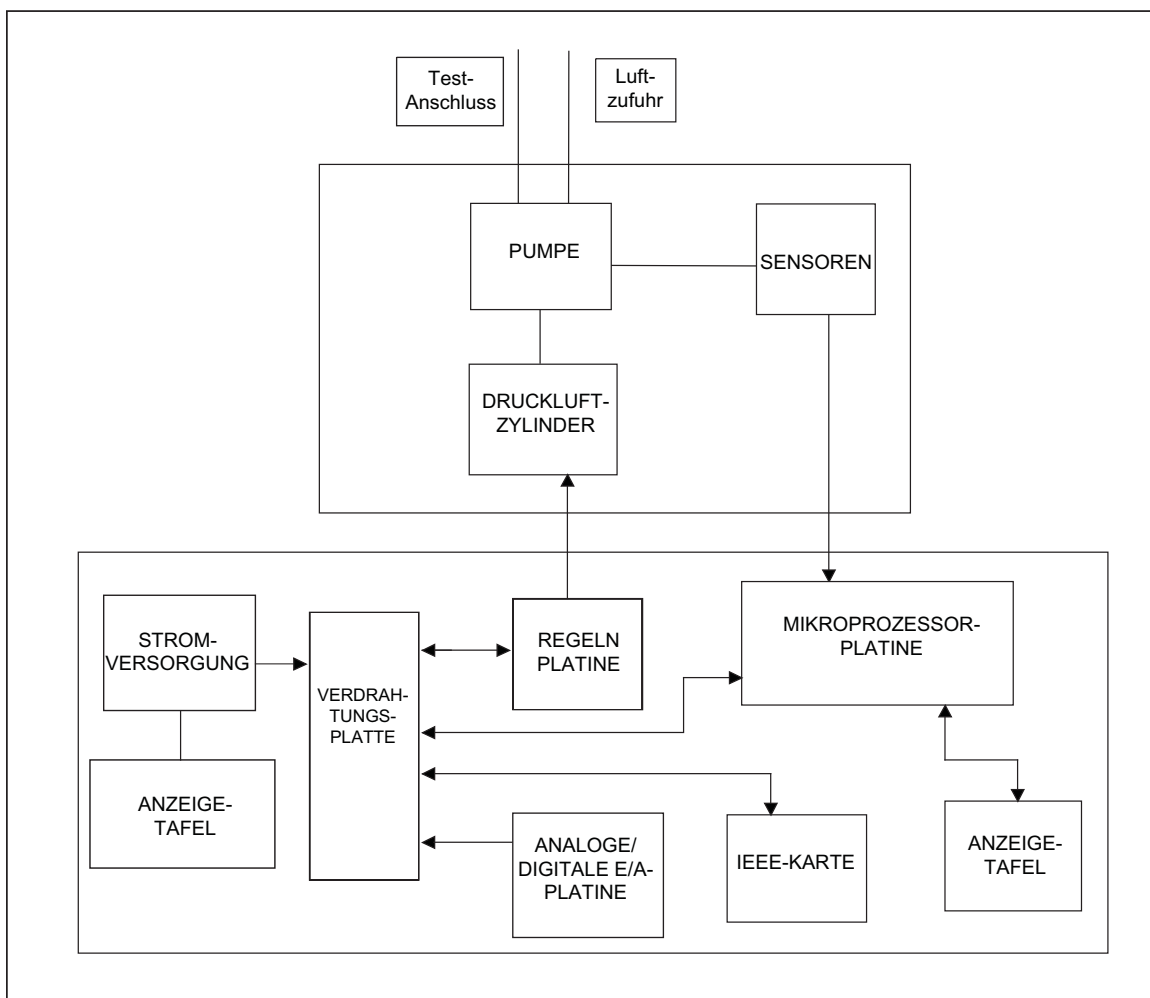 Test-
Anschluss
Luft-
zufuhr
PUMPE
SENSOREN
DRUCKLUFT-
ZYLINDER
STROM-
VERSORGUNG
VERDRAH-
TUNGS-
PLATTE
REGELN
PLATINE
MIKROPROZESSOR-
PLATINE
ANZEIGE-
TAFEL
ANALOGE/
DIGITALE E/A-
PLATINE
IEEE-KARTE
ANZEIGE-
TAFEL